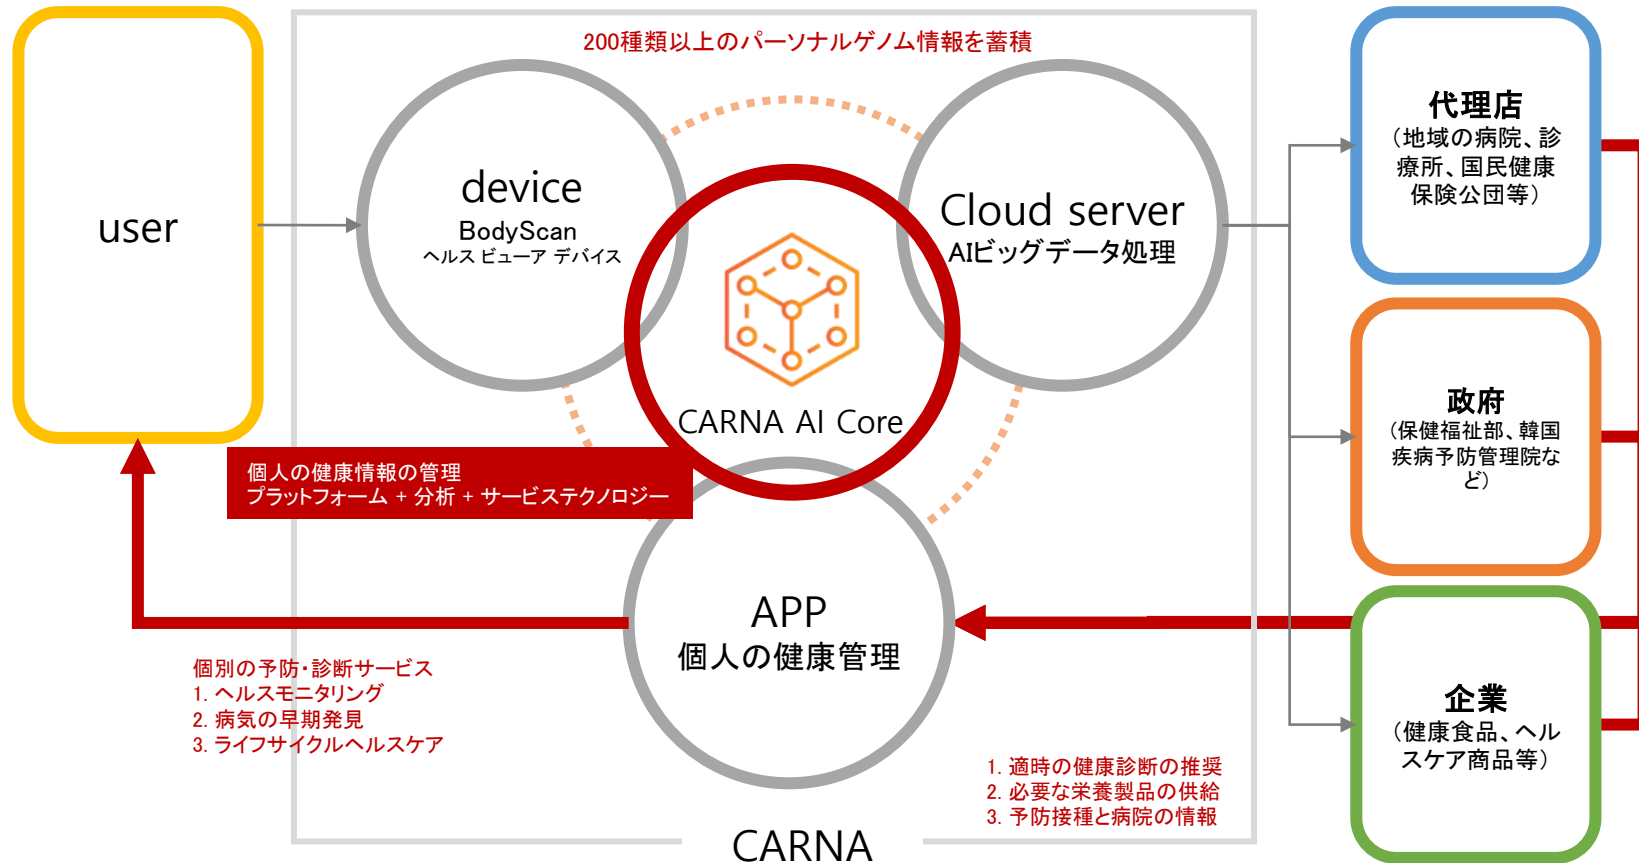 200種類以上のパーソナルゲノム情報を蓄積
user
device
BodyScan
ヘルス ビューア デバイス
Cloud server
AIビッグデータ処理
CARNA AI Core
個人の健康情報の管理
プラットフォーム + 分析 + サービステクノロジー
APP
個人の健康管理
個別の予防・診断サービス
1. ヘルスモニタリング
2. 病気の早期発見
3. ライフサイクルヘルスケア
1. 適時の健康診断の推奨
2. 必要な栄養製品の供給
3. 予防接種と病院の情報
CARNA
代理店
(地域の病院、診
療所、国民健康
保険公団等)
政府
(保健福祉部、韓国
疾病予防管理院な
ど)
企業
(健康食品、ヘル
スケア商品等)